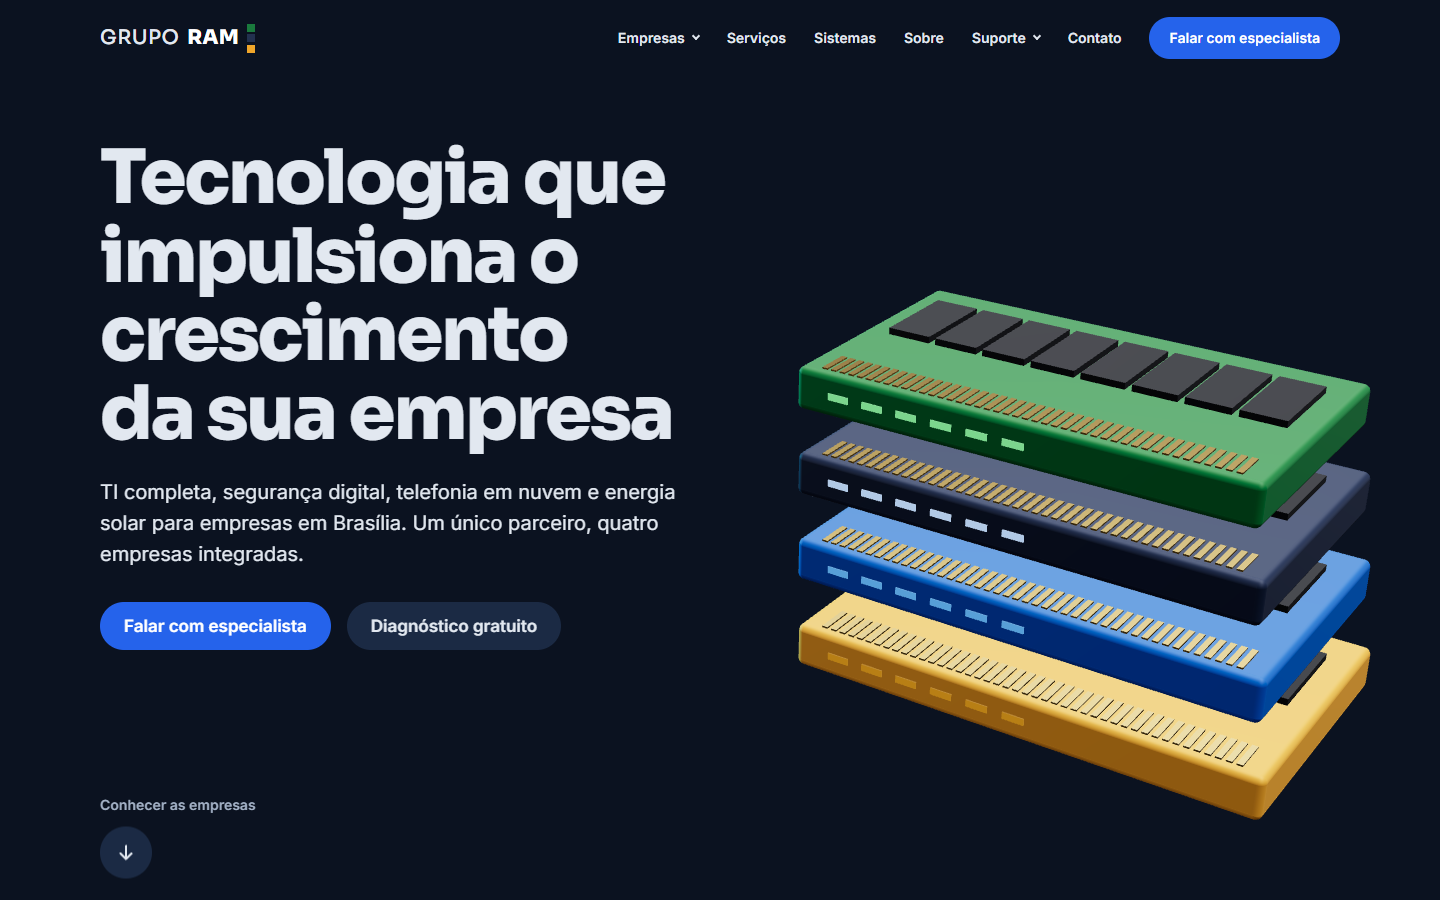 GRUPO RAM
Empresas
Serviços
Sistemas
Sobre
Suporte
Contato
Falar com especialista
Tecnologia que
impulsiona o
crescimento
da sua empresa
TI completa, segurança digital, telefonia em nuvem e energia
solar para empresas em Brasília. Um único parceiro, quatro
empresas integradas.
Falar com especialista
Diagnóstico gratuito
Conhecer as empresas